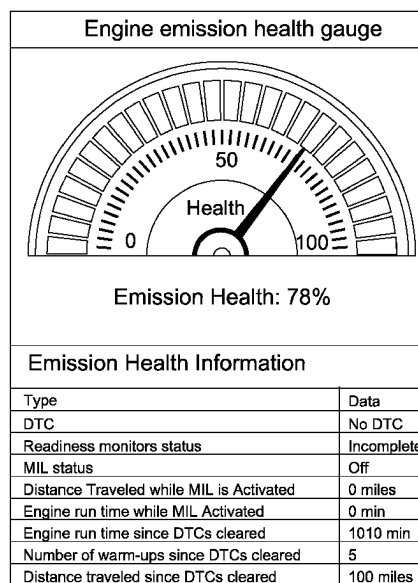 Engine emission health gauge
50
Health
0
100
Emission Health: 78%
Emission Health Information
Type Data
DTC No DTC
Readiness monitors status Incomplete
MIL status Off
Distance Traveled while MIL is Activated 0 miles
Engine run time while MIL Activated 0 min
Engine run time since DTCs cleared 1010 min
Number of warm-ups since DTCs cleared 5
Distance traveled since DTCs cleared 100 miles